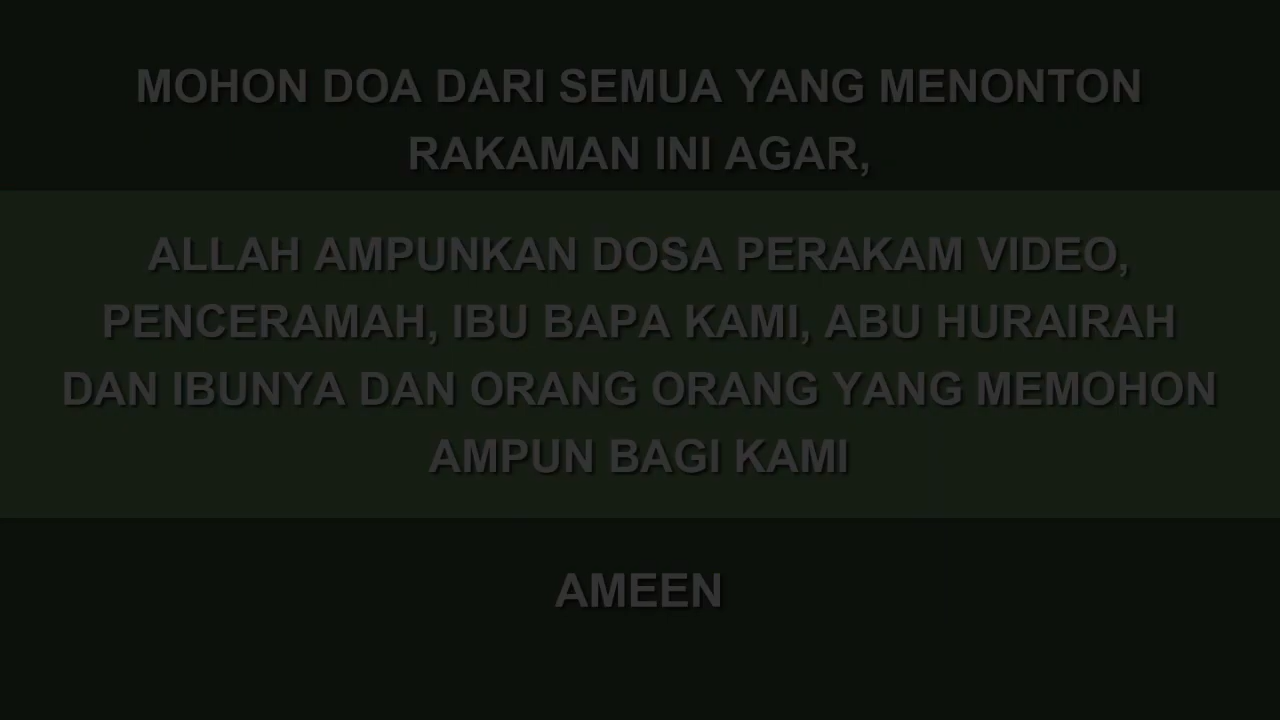 MOHON DOA DARI SEMUA YANG MENONTON
RAKAMAN INI AGAR,
ALLAH AMPUNKAN DOSA PERAKAM VIDEO,
PENCERAMAH, IBU BAPA KAMI, ABU HURAIRAH
DAN IBUNYA DAN ORANG ORANG YANG MEMOHON
AMPUN BAGI KAMI
AMEEN